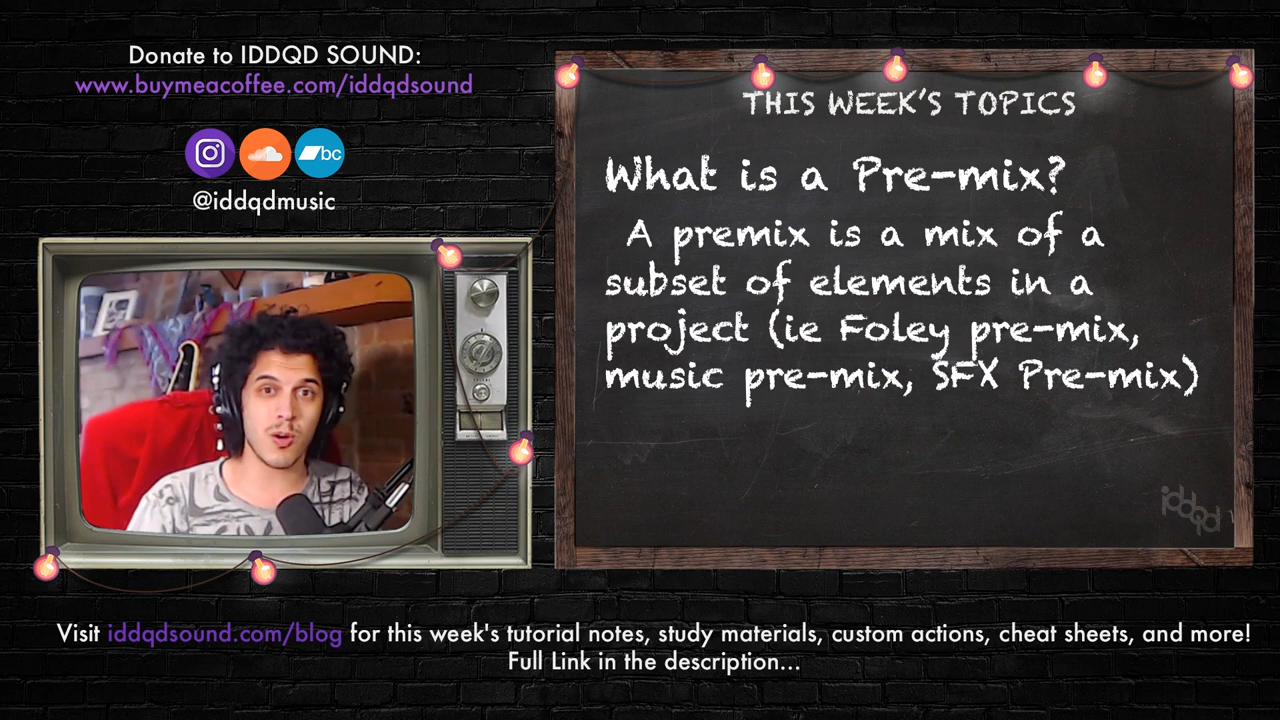 Donate to IDDQD SOUND:
www.buymeacoffee.com/iddqdsound
bc
@iddqdmusic
THIS WEEK'S TOPICS
What is a Pre-mix?
A premix is a mix of a
subset of elements in a
project (ie Foley pre-mix,
music pre-mix, SFX Pre-mix)
iddqd
Visit iddqdsound.com/blog for this week's tutorial notes, study materials, custom actions, cheat sheets, and more!
Full Link in the description...